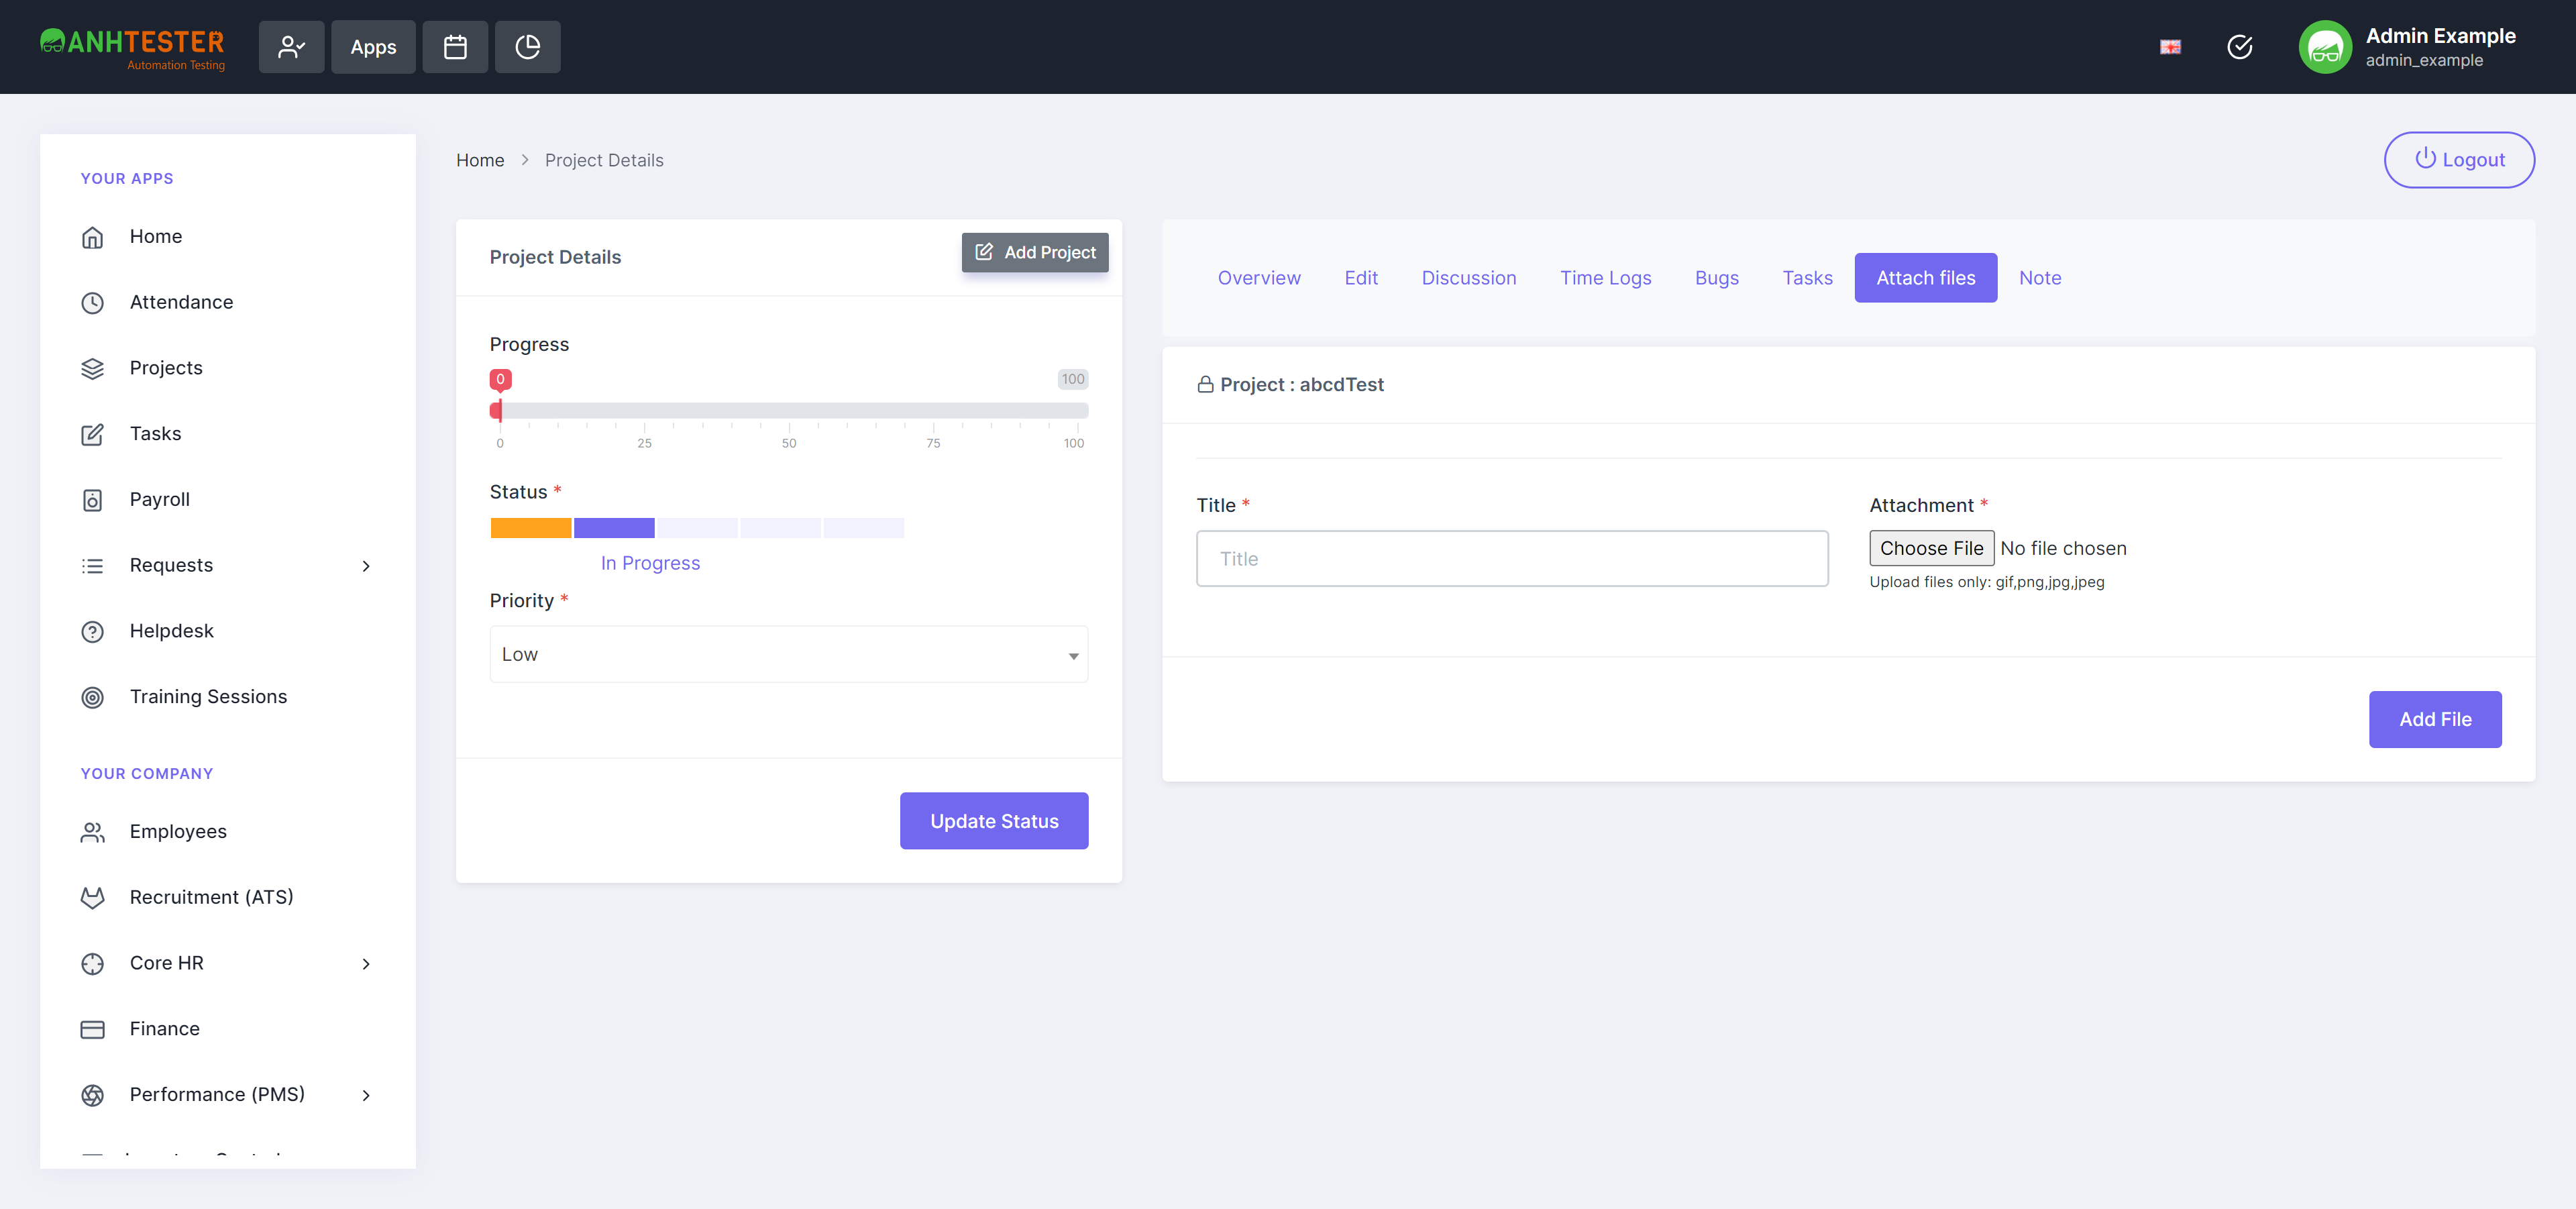 ANHTESTER
Automation Testing
Apps
Admin Example
admin_example
YOUR APPS
Home
Attendance
Projects
Tasks
Payroll
Requests
Helpdesk
Training Sessions
YOUR COMPANY
Employees
Recruitment (ATS)
Core HR
Finance
Performance (PMS)
Home > Project Details
Logout
Project Details
Add Project
Progress
0 100
0 25 50 75 100
Status *
In Progress
Priority *
Low
Update Status
Overview Edit Discussion Time Logs Bugs Tasks Attach files Note
Project : abcdTest
Title *
Title
Attachment *
Choose File No file chosen
Upload files only: gif,png,jpg,jpeg
Add File